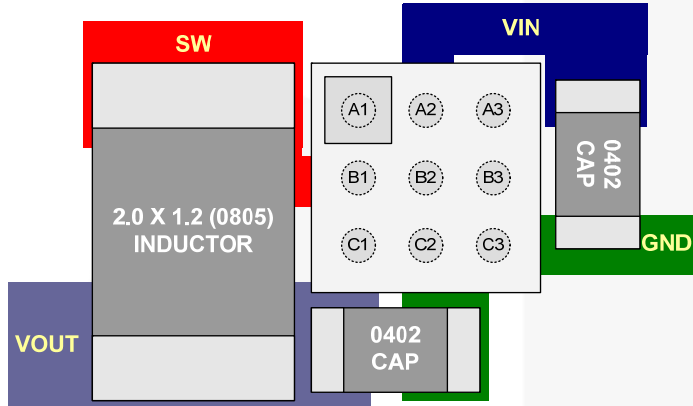 SW
VIN
A1 A2 A3
B1 B2 B3
C1 C2 C3
0402
CAP
2.0 X 1.2 (0805)
INDUCTOR
GND
VOUT
0402
CAP